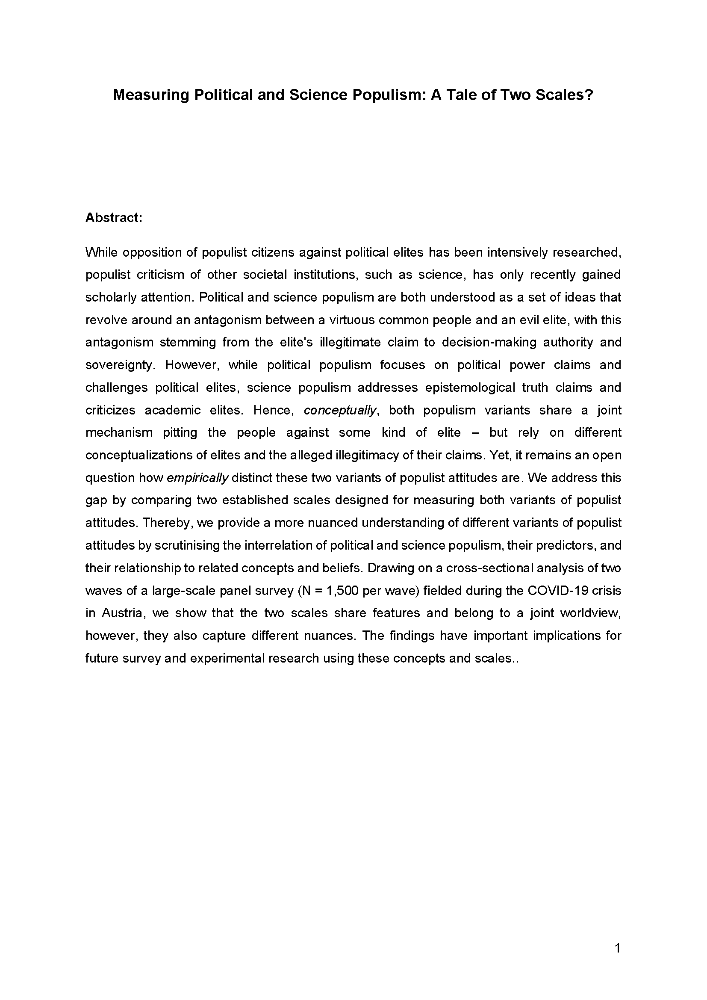 Measuring Political and Science Populism: A Tale of Two Scales?
Abstract:
While opposition of populist citizens against political elites has been intensively researched,
populist criticism of other societal institutions, such as science, has only recently gained
scholarly attention. Political and science populism are both understood as a set of ideas that
revolve around an antagonism between a virtuous common people and an evil elite, with this
antagonism stemming from the elite's illegitimate claim to decision-making authority and
sovereignty. However, while political populism focuses on political power claims and
challenges political elites, science populism addresses epistemological truth claims and
criticizes academic elites. Hence, conceptually, both populism variants share a joint
mechanism pitting the people against some kind of elite – but rely on different
conceptualizations of elites and the alleged illegitimacy of their claims. Yet, it remains an open
question how empirically distinct these two variants of populist attitudes are. We address this
gap by comparing two established scales designed for measuring both variants of populist
attitudes. Thereby, we provide a more nuanced understanding of different variants of populist
attitudes by scrutinising the interrelation of political and science populism, their predictors, and
their relationship to related concepts and beliefs. Drawing on a cross-sectional analysis of two
waves of a large-scale panel survey (N = 1,500 per wave) fielded during the COVID-19 crisis
in Austria, we show that the two scales share features and belong to a joint worldview,
however, they also capture different nuances. The findings have important implications for
future survey and experimental research using these concepts and scales..
1